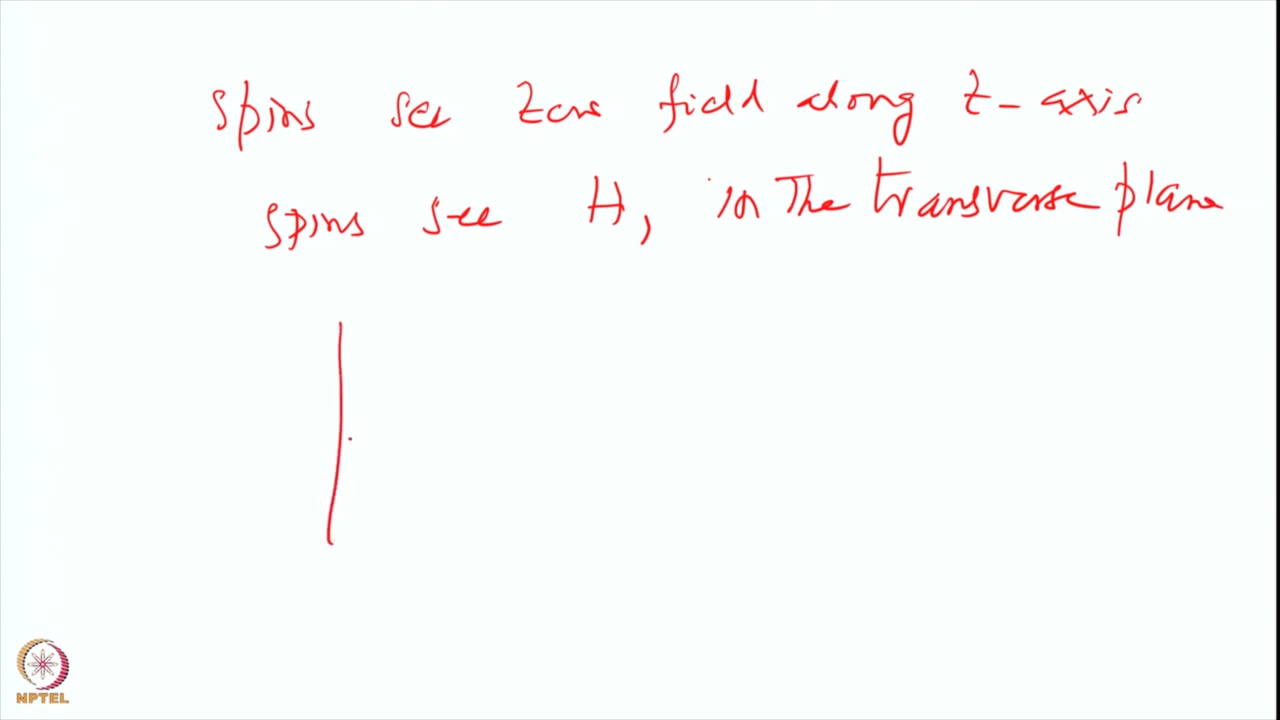 spins see zero field along z-axis
spins see H₁ in the transverse plane
NPTEL